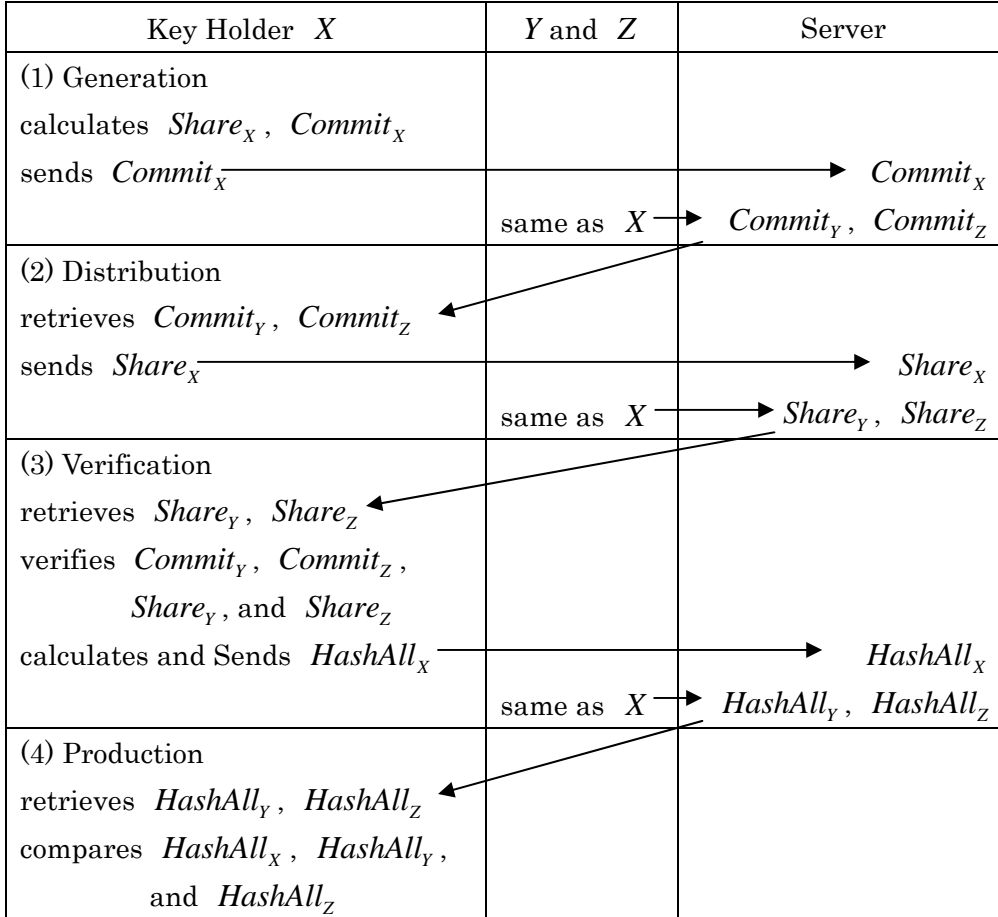 Key Holder X Y and Z Server
(1) Generation
calculates Share_X , Commit_X
sends Commit_X Commit_X
same as X Commit_Y , Commit_Z
(2) Distribution
retrieves Commit_Y , Commit_Z
sends Share_X Share_X
same as X Share_Y , Share_Z
(3) Verification
retrieves Share_Y , Share_Z
verifies Commit_Y , Commit_Z ,
Share_Y , and Share_Z
calculates and Sends HashAll_X HashAll_X
same as X HashAll_Y , HashAll_Z
(4) Production
retrieves HashAll_Y , HashAll_Z
compares HashAll_X , HashAll_Y ,
and HashAll_Z